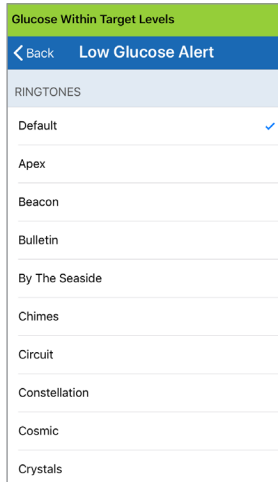 Glucose Within Target Levels
Back Low Glucose Alert
RINGTONES
Default
Apex
Beacon
Bulletin
By The Seaside
Chimes
Circuit
Constellation
Cosmic
Crystals